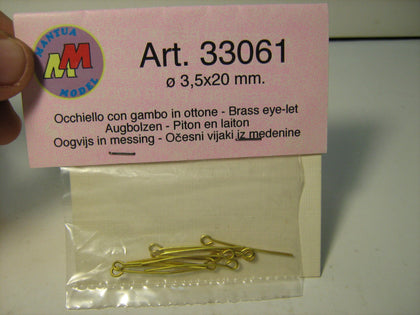 MANTUA
MM
MODEL
Art. 33061
ø 3,5x20 mm.
Occhiello con gambo in ottone - Brass eye-let
Augbolzen - Piton en laiton
Oogvijs in messing - Očesni vijaki iz medenine